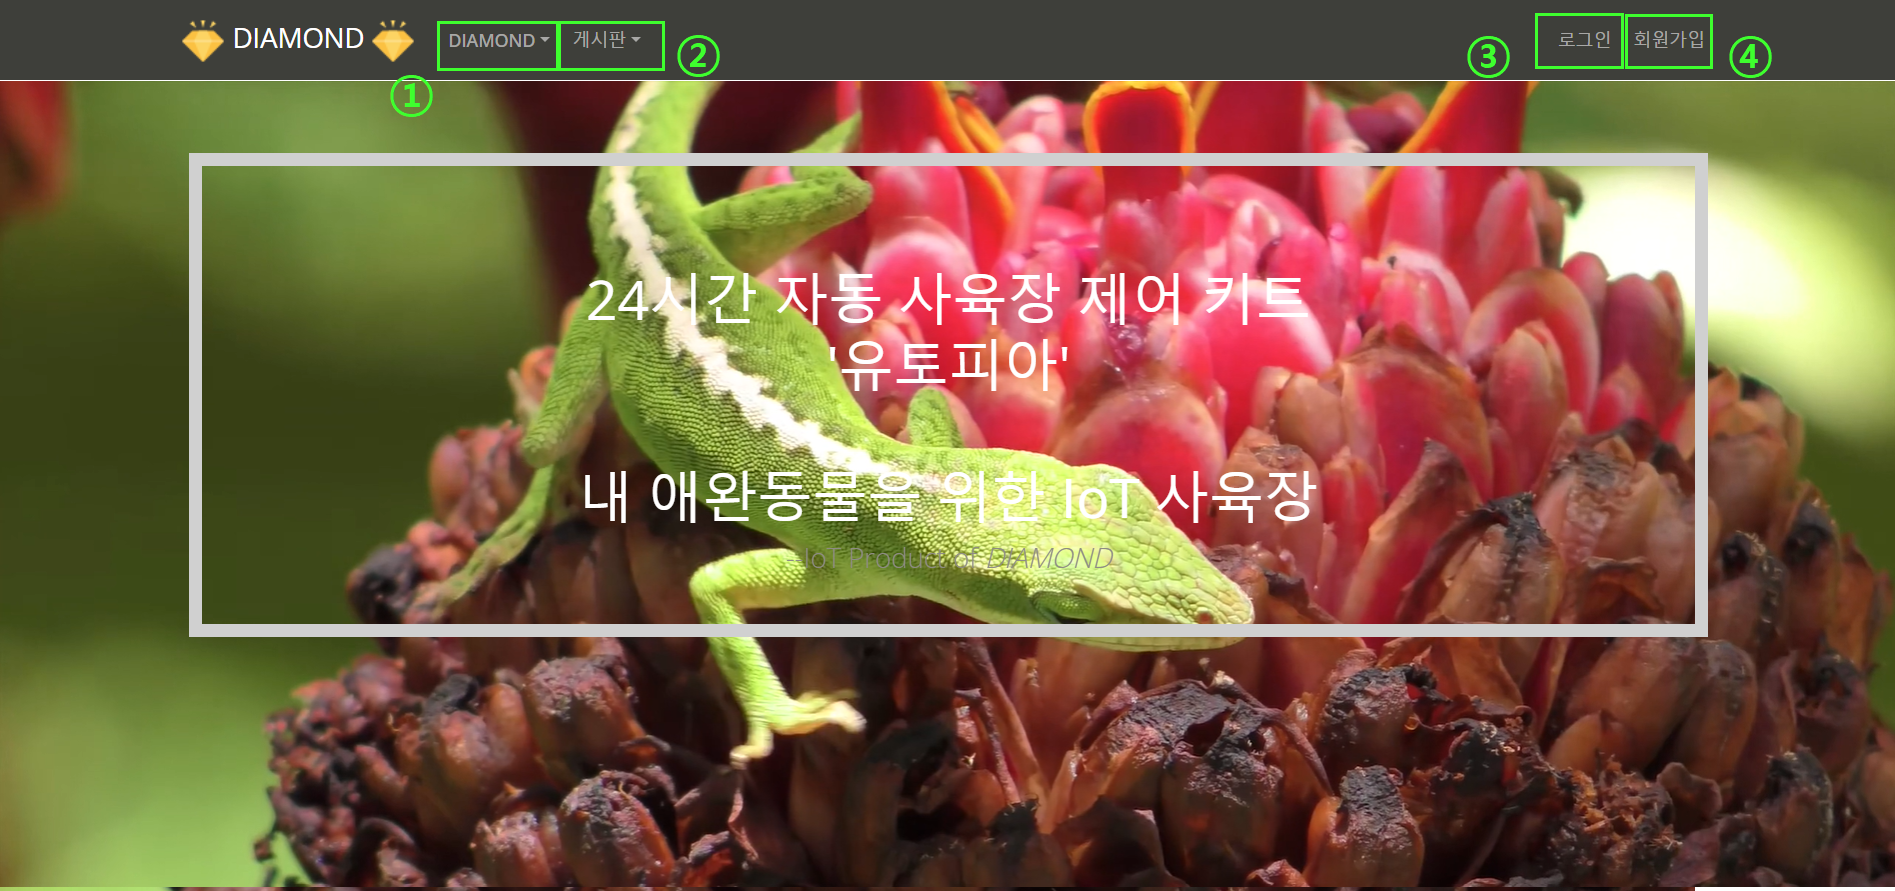 DIAMOND
DIAMOND 게시판
② ③
로그인 회원가입
④
①
24시간 자동 사육장 제어 키트
'유토피아'
내 애완동물을 위한 IoT 사육장
--IoT Product of DIAMOND